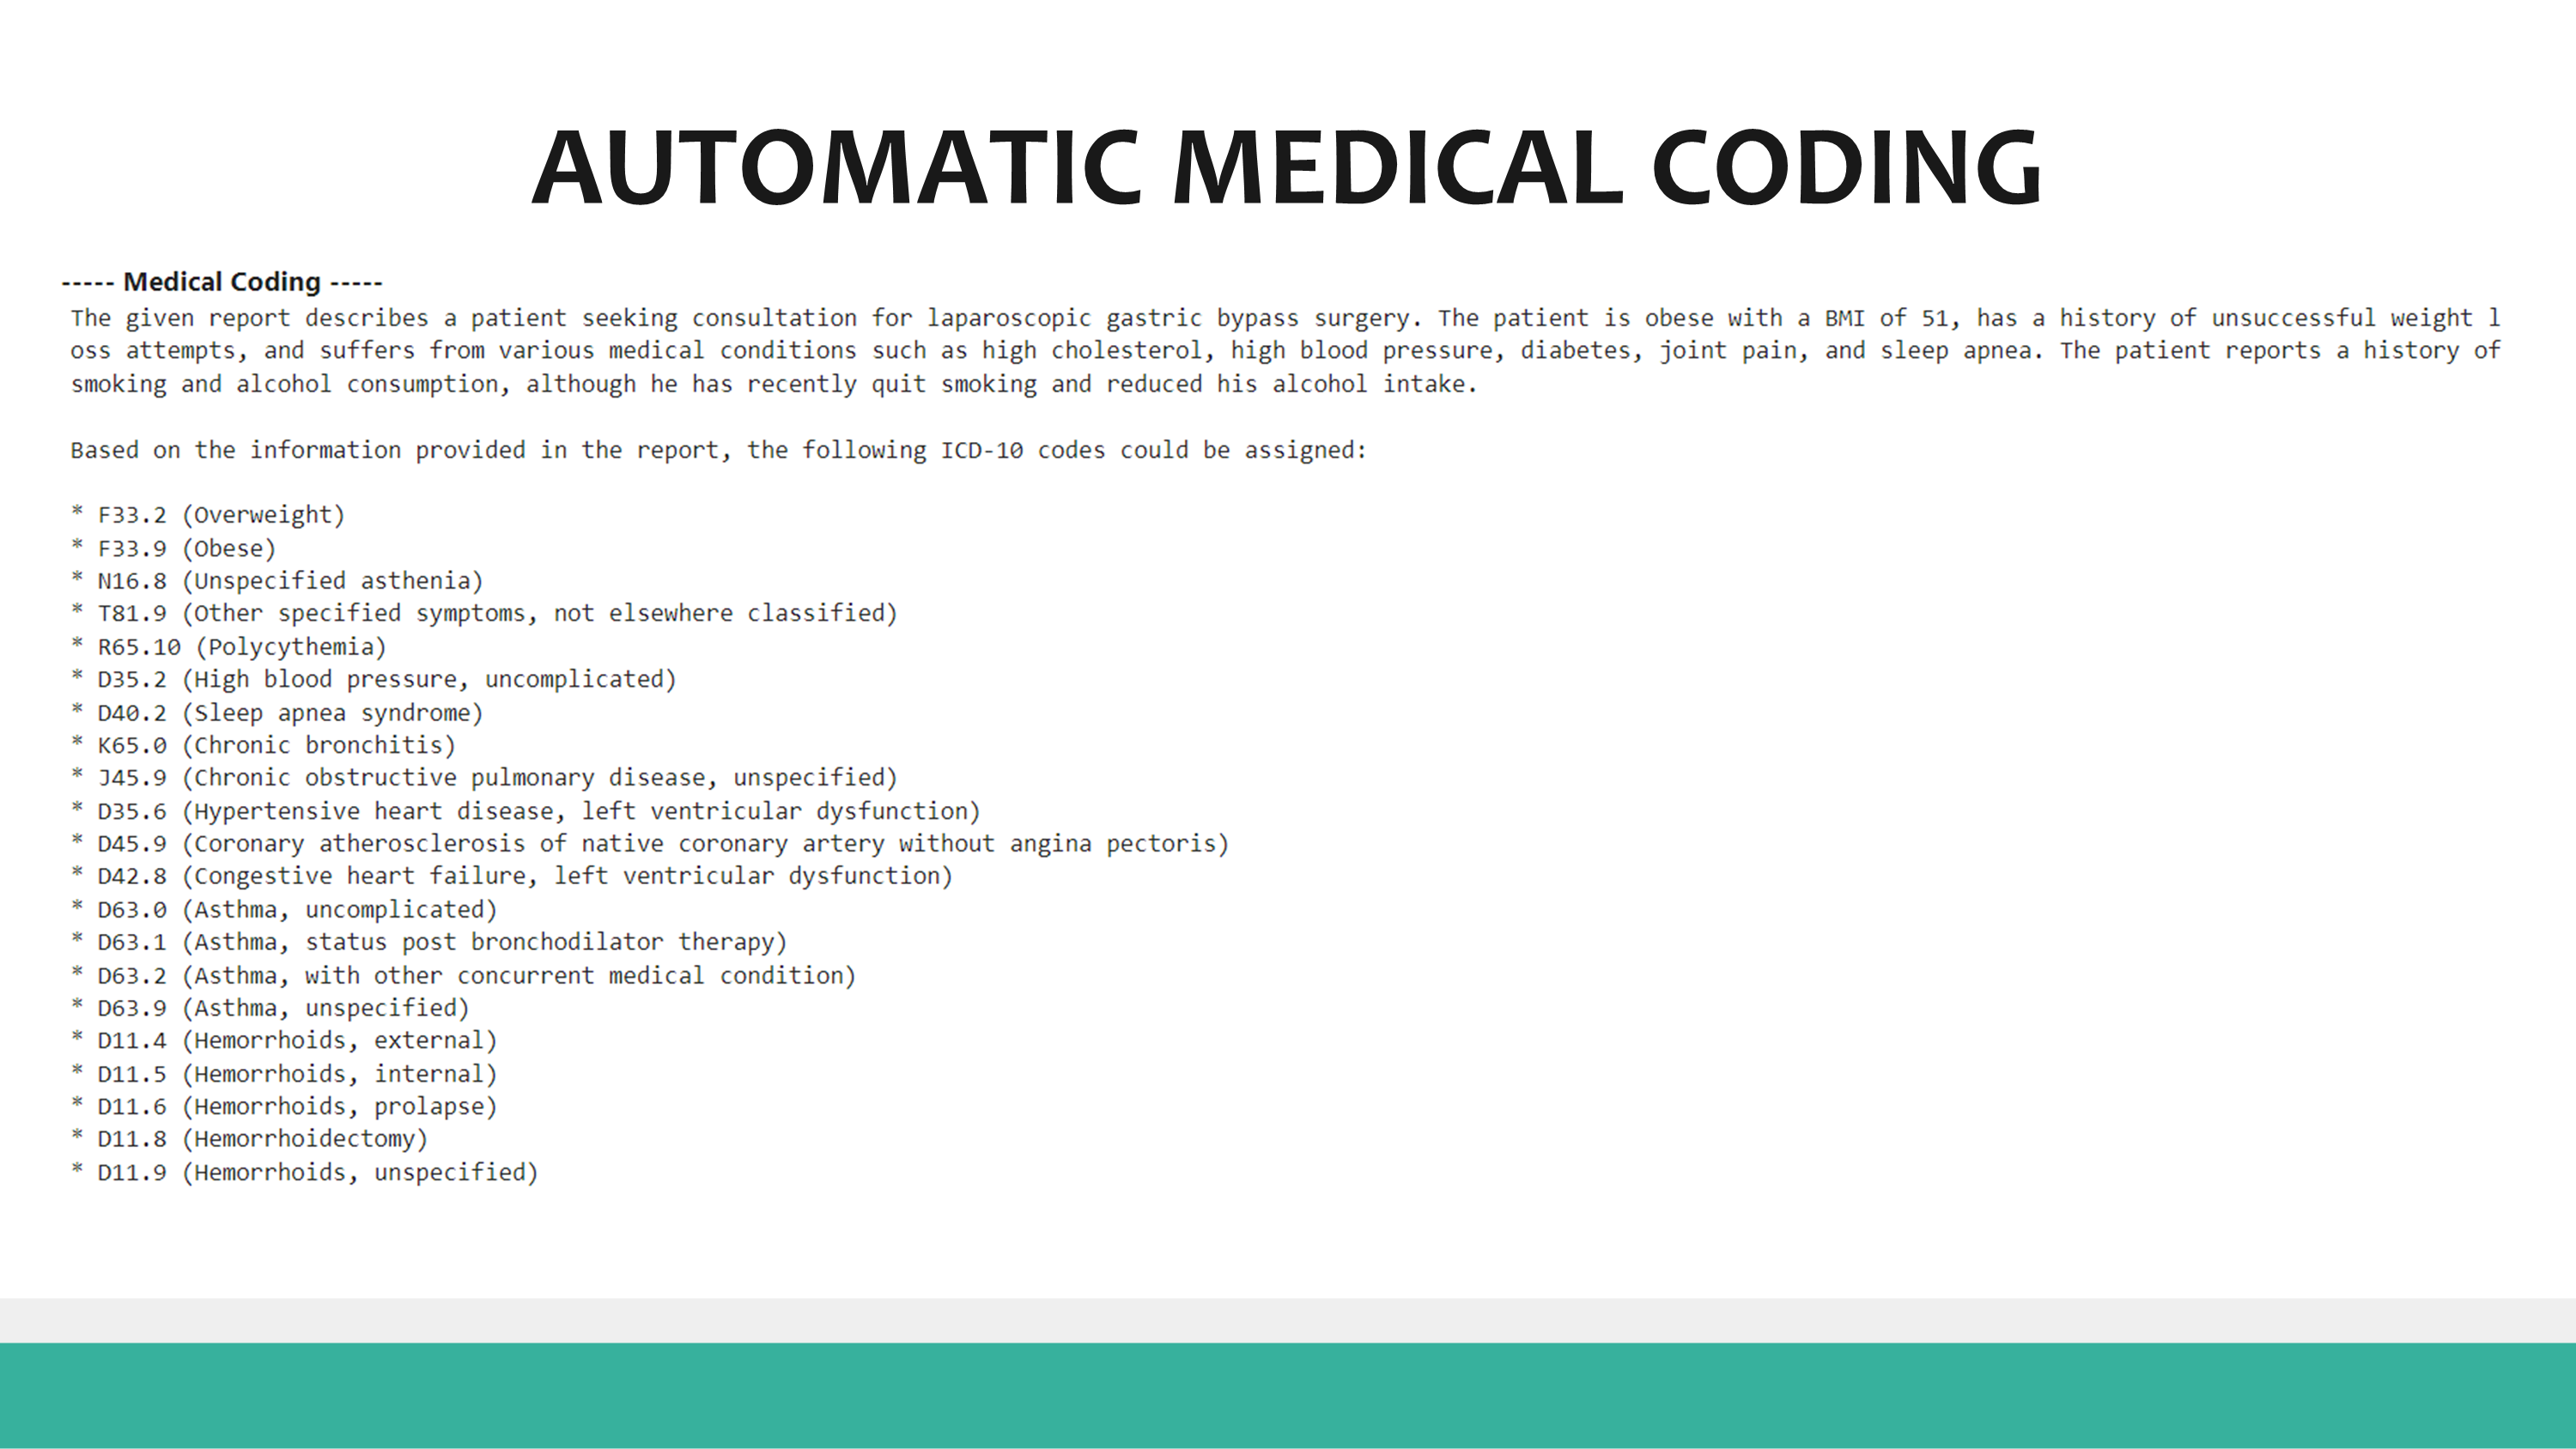 AUTOMATIC MEDICAL CODING
----- Medical Coding -----
The given report describes a patient seeking consultation for laparoscopic gastric bypass surgery. The patient is obese with a BMI of 51, has a history of unsuccessful weight l
oss attempts, and suffers from various medical conditions such as high cholesterol, high blood pressure, diabetes, joint pain, and sleep apnea. The patient reports a history of
smoking and alcohol consumption, although he has recently quit smoking and reduced his alcohol intake.
Based on the information provided in the report, the following ICD-10 codes could be assigned:
* F33.2 (Overweight)
* F33.9 (Obese)
* N16.8 (Unspecified asthenia)
* T81.9 (Other specified symptoms, not elsewhere classified)
* R65.10 (Polycythemia)
* D35.2 (High blood pressure, uncomplicated)
* D40.2 (Sleep apnea syndrome)
* K65.0 (Chronic bronchitis)
* J45.9 (Chronic obstructive pulmonary disease, unspecified)
* D35.6 (Hypertensive heart disease, left ventricular dysfunction)
* D45.9 (Coronary atherosclerosis of native coronary artery without angina pectoris)
* D42.8 (Congestive heart failure, left ventricular dysfunction)
* D63.0 (Asthma, uncomplicated)
* D63.1 (Asthma, status post bronchodilator therapy)
* D63.2 (Asthma, with other concurrent medical condition)
* D63.9 (Asthma, unspecified)
* D11.4 (Hemorrhoids, external)
* D11.5 (Hemorrhoids, internal)
* D11.6 (Hemorrhoids, prolapse)
* D11.8 (Hemorrhoidectomy)
* D11.9 (Hemorrhoids, unspecified)